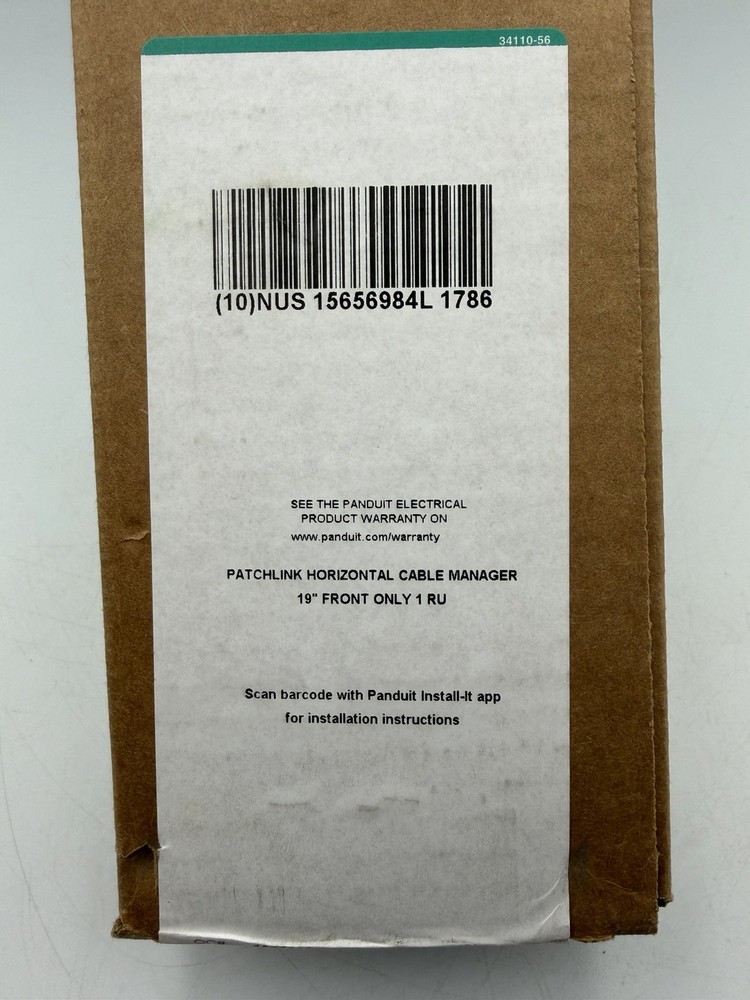 34110-56
(10)NUS 15656984L 1786
SEE THE PANDUIT ELECTRICAL
PRODUCT WARRANTY ON
www.panduit.com/warranty
PATCHLINK HORIZONTAL CABLE MANAGER
19" FRONT ONLY 1 RU
Scan barcode with Panduit Install-It app
for installation instructions